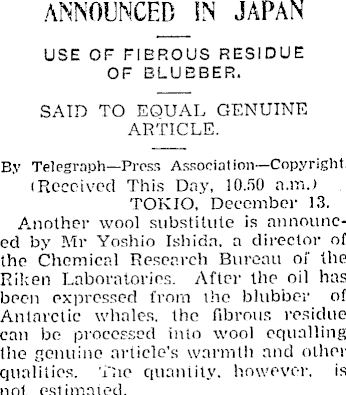 ANNOUNCED IN JAPAN
USE OF FIBROUS RESIDUE
OF BLUBBER.
SAID TO EQUAL GENUINE
ARTICLE.
By Telegraph—Press Association—Copyright
(Received This Day, 10.50 a.m.)
TOKIO, December 13.
Another wool substitute is announc-
ed by Mr Yoshio Ishida, a director of
the Chemical Research Bureau of the
Riken Laboratories. After the oil has
been expressed from the blubber of
Antarctic whales, the fibrous residue
can be processed into wool equalling
the genuine article's warmth and other
qualities. The quantity, however, is
not estimated.